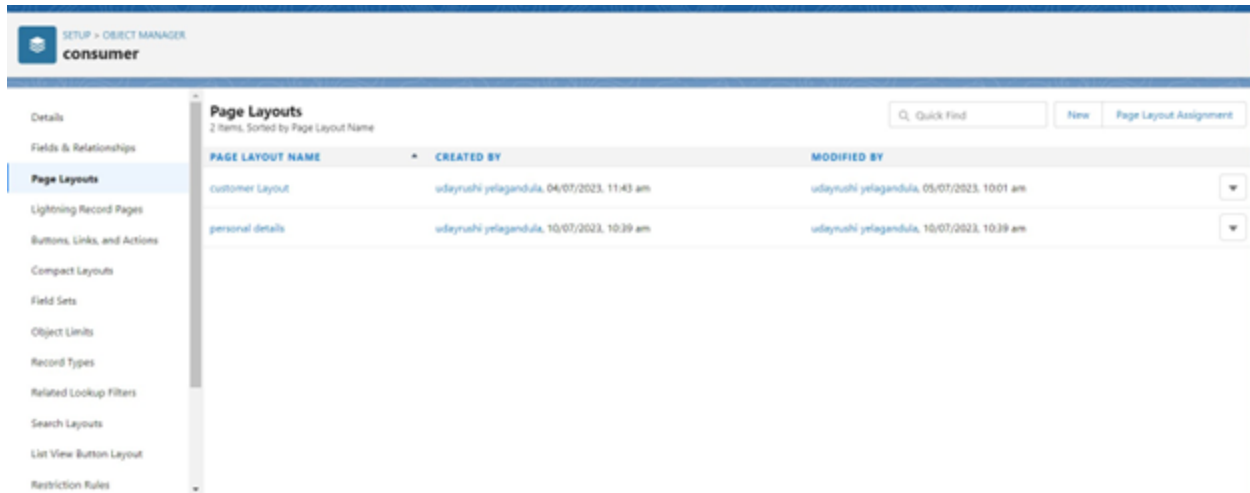 SETUP > OBJECT MANAGER
consumer
Details
Fields & Relationships
Page Layouts
Lightning Record Pages
Buttons, Links, and Actions
Compact Layouts
Field Sets
Object Limits
Record Types
Related Lookup Filters
Search Layouts
List View Button Layout
Restriction Rules
Page Layouts
2 Items, Sorted by Page Layout Name
Quick Find
New
Page Layout Assignment
PAGE LAYOUT NAME CREATED BY MODIFIED BY
customer Layout udayrushi yelagandula, 04/07/2023, 11:43 am udayrushi yelagandula, 05/07/2023, 10:01 am
personal details udayrushi yelagandula, 10/07/2023, 10:39 am udayrushi yelagandula, 10/07/2023, 10:39 am